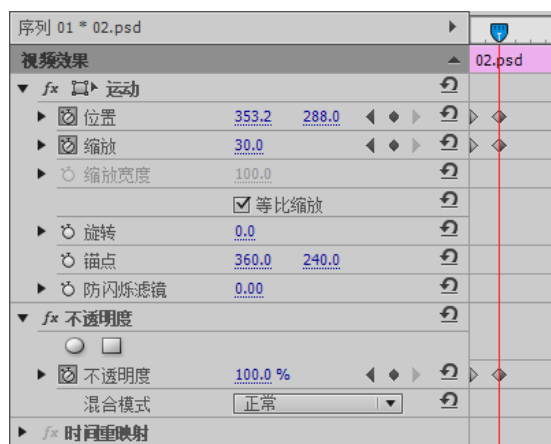 序列 01 * 02.psd
视频效果 02.psd
fx 运动
位置 353.2 288.0
缩放 30.0
缩放宽度 100.0
等比缩放
旋转 0.0
锚点 360.0 240.0
防闪烁滤镜 0.00
fx 不透明度
不透明度 100.0 %
混合模式 正常
fx 时间重映射